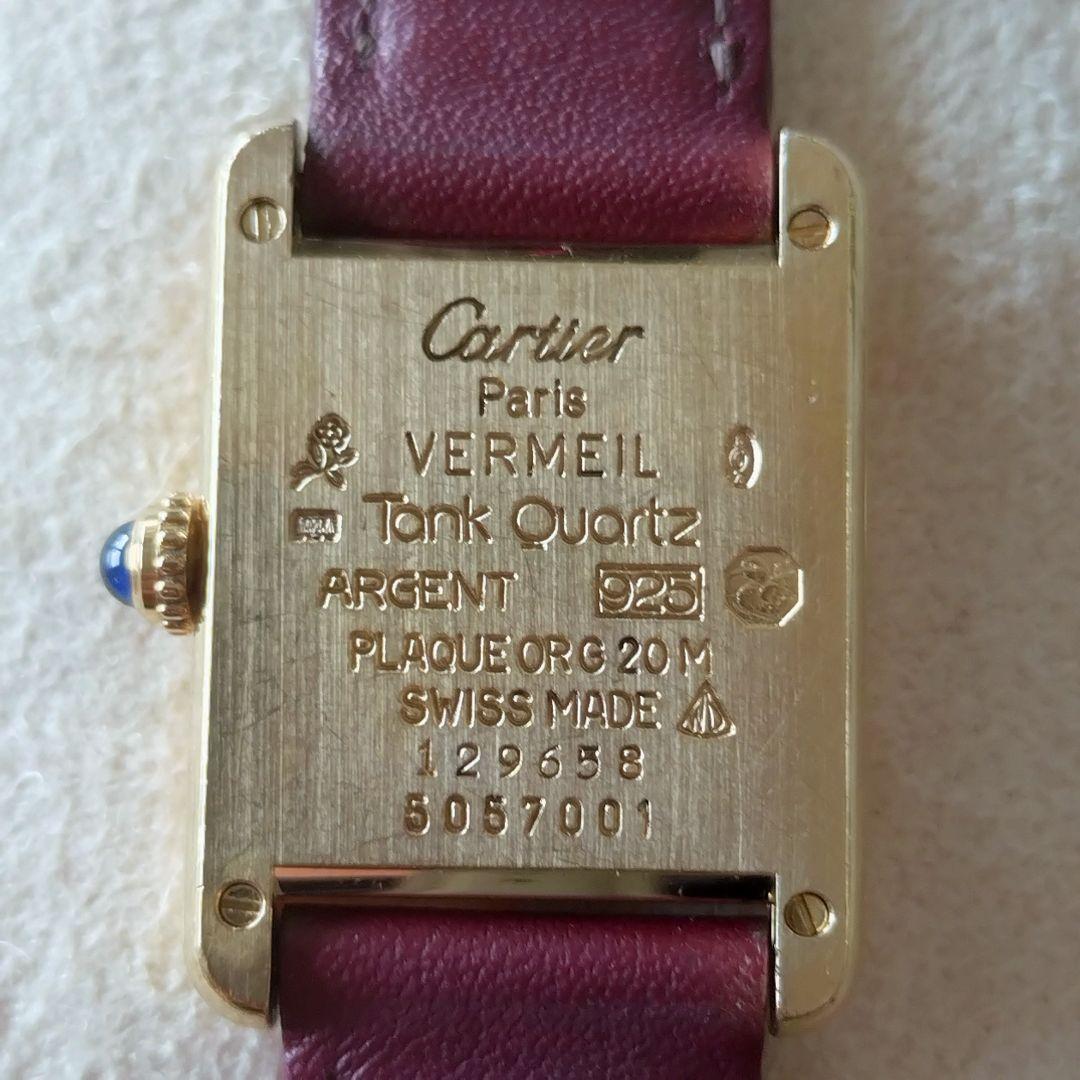 Cartier
Paris
VERMEIL
Tank Quartz
ARGENT 925
PLAQUE OR G 20 M
SWISS MADE
129658
5057001